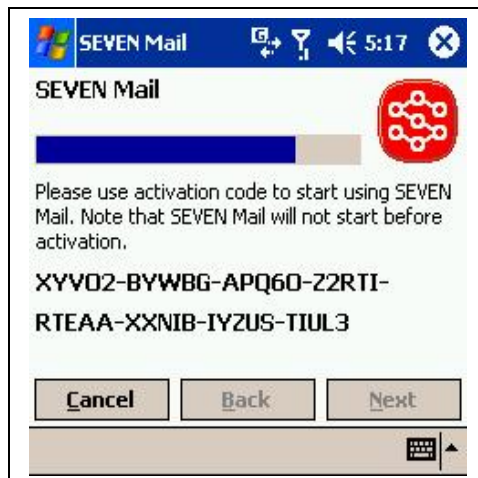 SEVEN Mail
G
5:17
SEVEN Mail
Please use activation code to start using SEVEN
Mail. Note that SEVEN Mail will not start before
activation.
XYVO2-BYWBG-APQ6O-Z2RTI-
RTEAA-XXNIB-IYZUS-TIUL3
Cancel
Back
Next